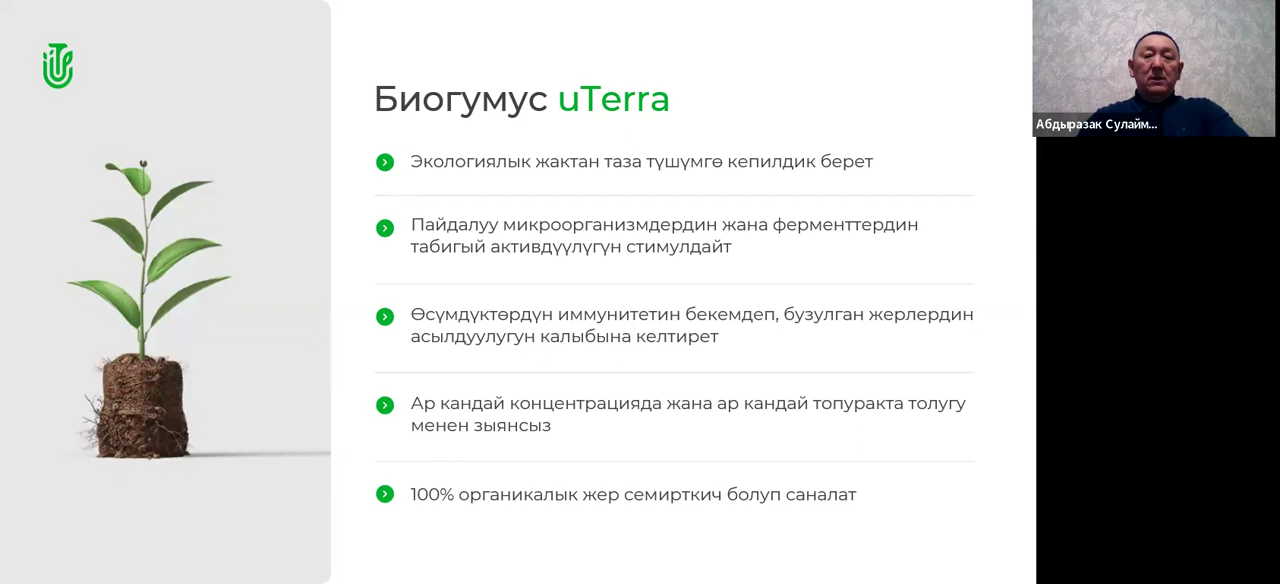 Биогумус uTerra
Экологиялык жактан таза түшүмгө кепилдик берет
Пайдалуу микроорганизмдердин жана ферменттердин
табигый активдүүлүгүн стимулдайт
Өсүмдүктөрдүн иммунитетин бекемдеп, бузулган жерлердин
асылдуулугун калыбына келтирет
Ар кандай концентрацияда жана ар кандай топуракта толугу
менен зыянсыз
100% органикалык жер семирткич болуп саналат
Абдыразак Сулайм...